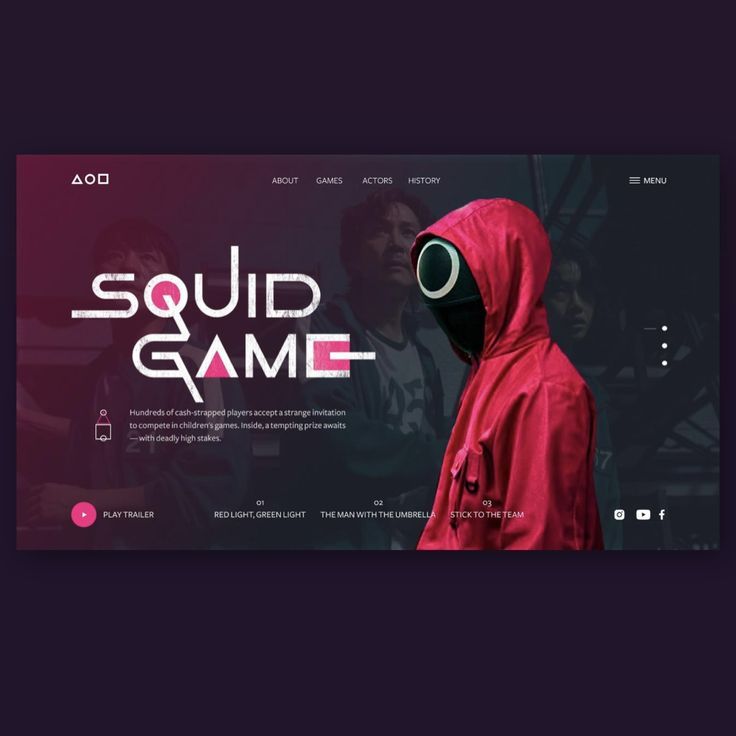 ABOUT GAMES ACTORS HISTORY MENU
SQUID
GAME
Hundreds of cash-strapped players accept a strange invitation
to compete in children's games. Inside, a tempting prize awaits
— with deadly high stakes.
01 02 03
PLAY TRAILER RED LIGHT, GREEN LIGHT THE MAN WITH THE UMBRELLA STICK TO THE TEAM